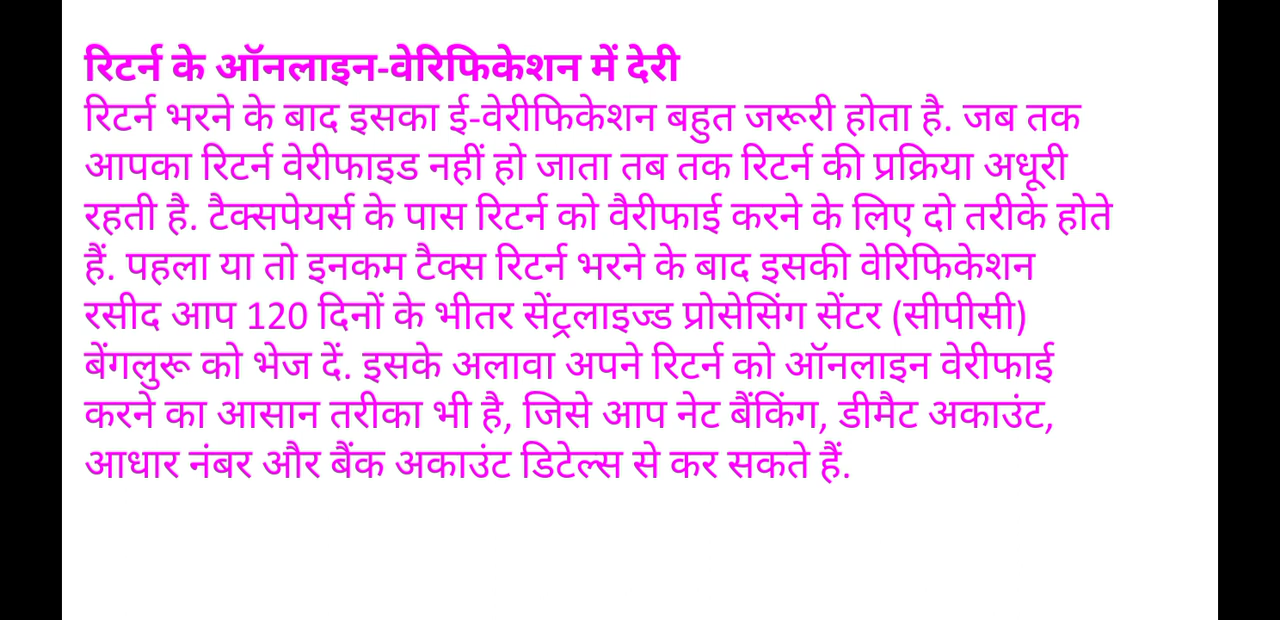 रिटर्न के ऑनलाइन-वेरिफिकेशन में देरी
रिटर्न भरने के बाद इसका ई-वेरीफिकेशन बहुत जरूरी होता है. जब तक
आपका रिटर्न वेरीफाइड नहीं हो जाता तब तक रिटर्न की प्रक्रिया अधूरी
रहती है. टैक्सपेयर्स के पास रिटर्न को वैरीफाई करने के लिए दो तरीके होते
हैं. पहला या तो इनकम टैक्स रिटर्न भरने के बाद इसकी वेरिफिकेशन
रसीद आप 120 दिनों के भीतर सेंट्रलाइज्ड प्रोसेसिंग सेंटर (सीपीसी)
बेंगलुरू को भेज दें. इसके अलावा अपने रिटर्न को ऑनलाइन वेरीफाई
करने का आसान तरीका भी है, जिसे आप नेट बैंकिंग, डीमैट अकाउंट,
आधार नंबर और बैंक अकाउंट डिटेल्स से कर सकते हैं.